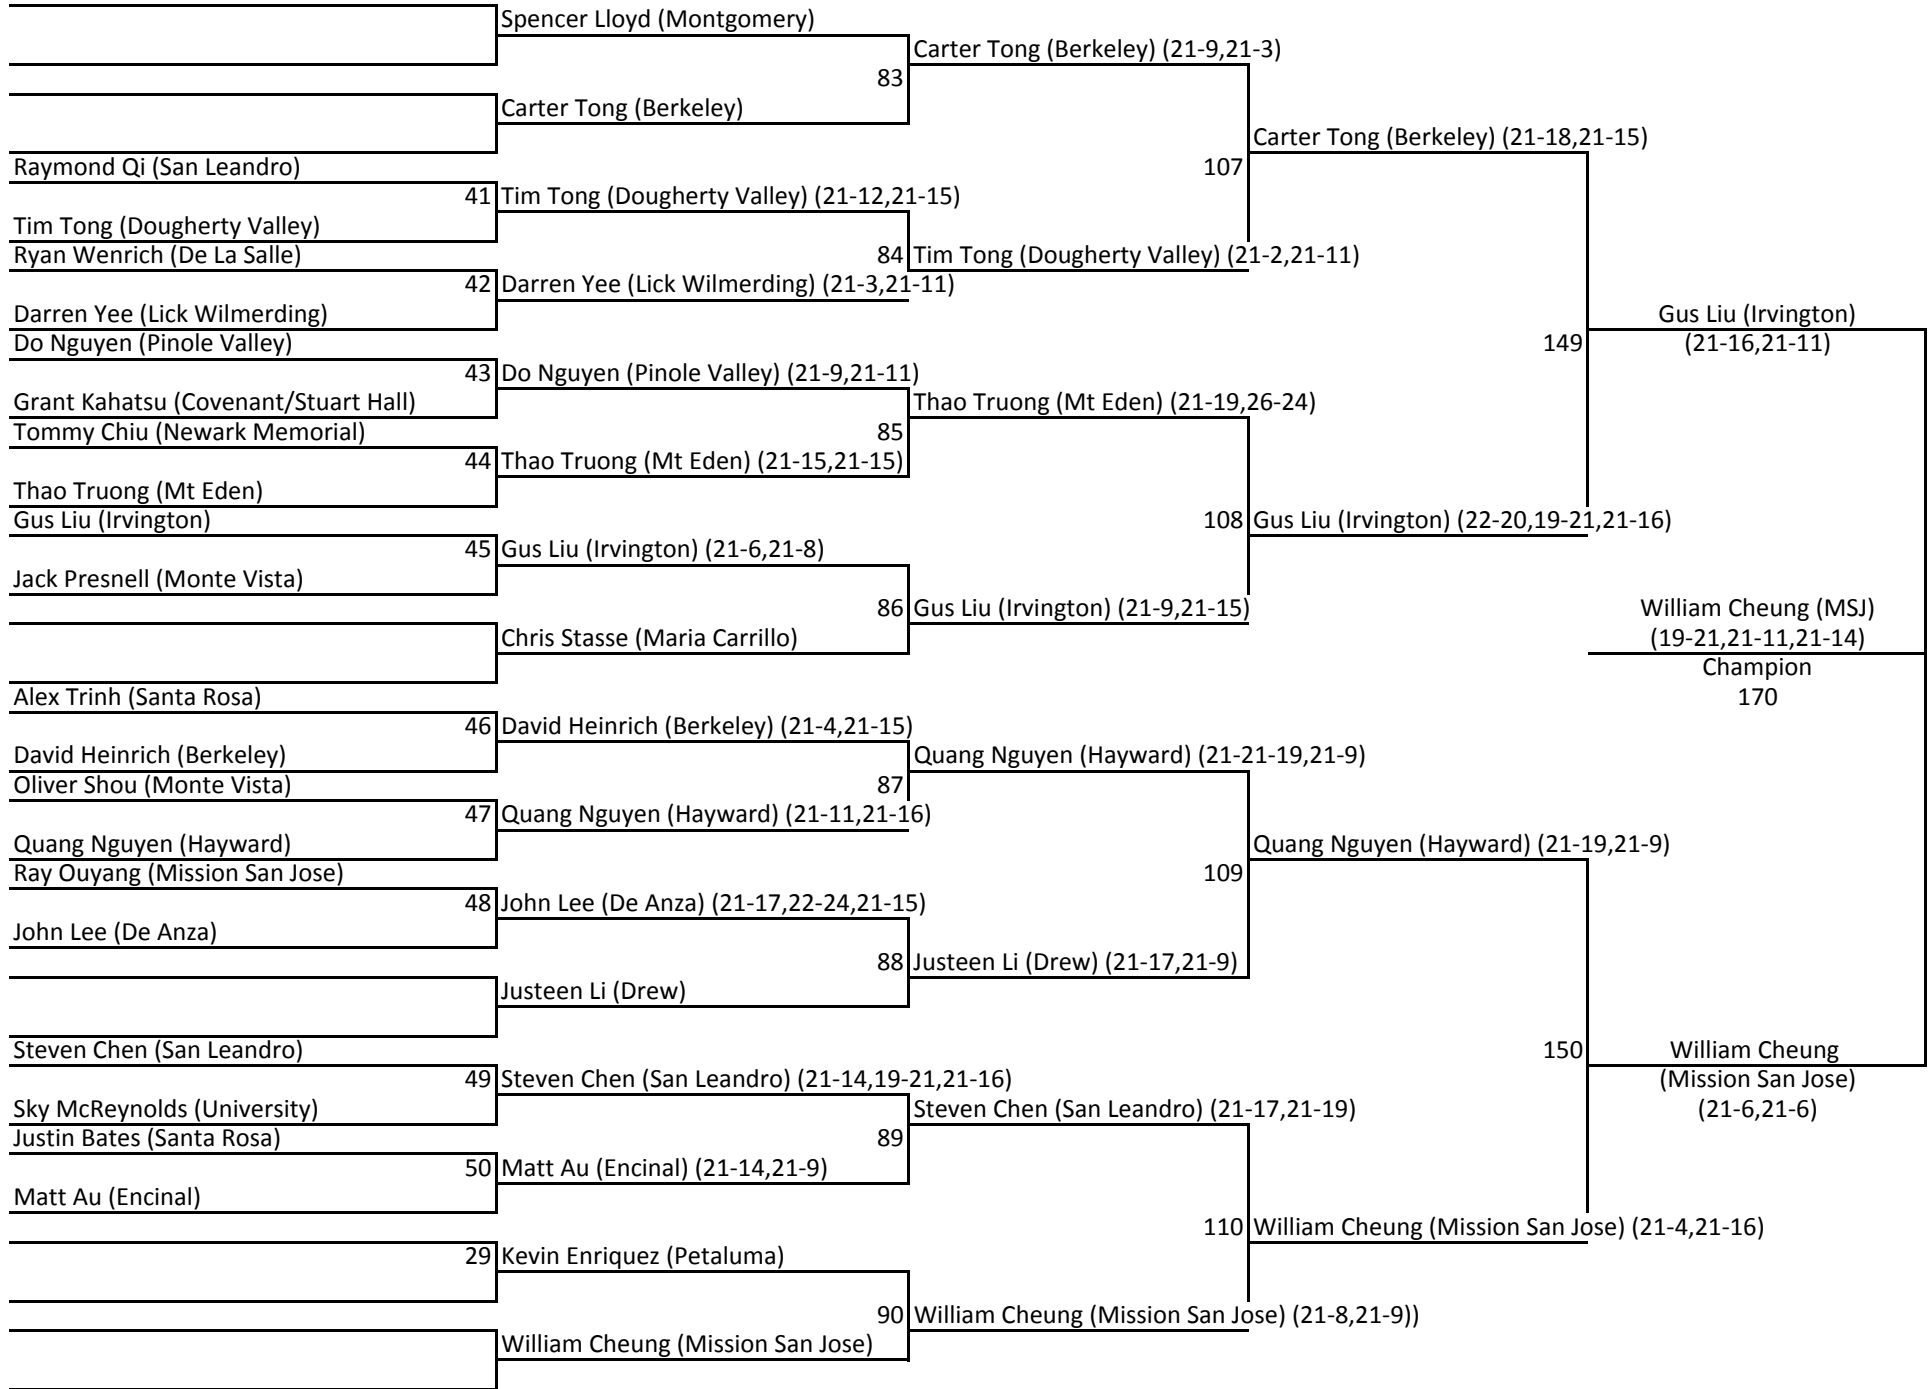 Spencer Lloyd (Montgomery)
Carter Tong (Berkeley) (21-9,21-3)
83
Carter Tong (Berkeley)
Carter Tong (Berkeley) (21-18,21-15)
Raymond Qi (San Leandro)
107
41 Tim Tong (Dougherty Valley) (21-12,21-15)
Tim Tong (Dougherty Valley)
Ryan Wenrich (De La Salle)
84 Tim Tong (Dougherty Valley) (21-2,21-11)
42 Darren Yee (Lick Wilmerding) (21-3,21-11)
Darren Yee (Lick Wilmerding)
Gus Liu (Irvington)
Do Nguyen (Pinole Valley)
149
(21-16,21-11)
43 Do Nguyen (Pinole Valley) (21-9,21-11)
Grant Kahatsu (Covenant/Stuart Hall)
Thao Truong (Mt Eden) (21-19,26-24)
Tommy Chiu (Newark Memorial)
85
44 Thao Truong (Mt Eden) (21-15,21-15)
Thao Truong (Mt Eden)
Gus Liu (Irvington)
108 Gus Liu (Irvington) (22-20,19-21,21-16)
45 Gus Liu (Irvington) (21-6,21-8)
Jack Presnell (Monte Vista)
86 Gus Liu (Irvington) (21-9,21-15)
William Cheung (MSJ)
Chris Stasse (Maria Carrillo)
(19-21,21-11,21-14)
Champion
Alex Trinh (Santa Rosa)
170
46 David Heinrich (Berkeley) (21-4,21-15)
David Heinrich (Berkeley)
Quang Nguyen (Hayward) (21-21-19,21-9)
Oliver Shou (Monte Vista)
87
47 Quang Nguyen (Hayward) (21-11,21-16)
Quang Nguyen (Hayward)
Quang Nguyen (Hayward) (21-19,21-9)
Ray Ouyang (Mission San Jose)
109
48 John Lee (De Anza) (21-17,22-24,21-15)
John Lee (De Anza)
88 Justeen Li (Drew) (21-17,21-9)
Justeen Li (Drew)
Steven Chen (San Leandro)
150
William Cheung
49 Steven Chen (San Leandro) (21-14,19-21,21-16)
(Mission San Jose)
Sky McReynolds (University)
Steven Chen (San Leandro) (21-17,21-19)
(21-6,21-6)
Justin Bates (Santa Rosa)
89
50 Matt Au (Encinal) (21-14,21-9)
Matt Au (Encinal)
110 William Cheung (Mission San Jose) (21-4,21-16)
29 Kevin Enriquez (Petaluma)
90 William Cheung (Mission San Jose) (21-8,21-9))
William Cheung (Mission San Jose)